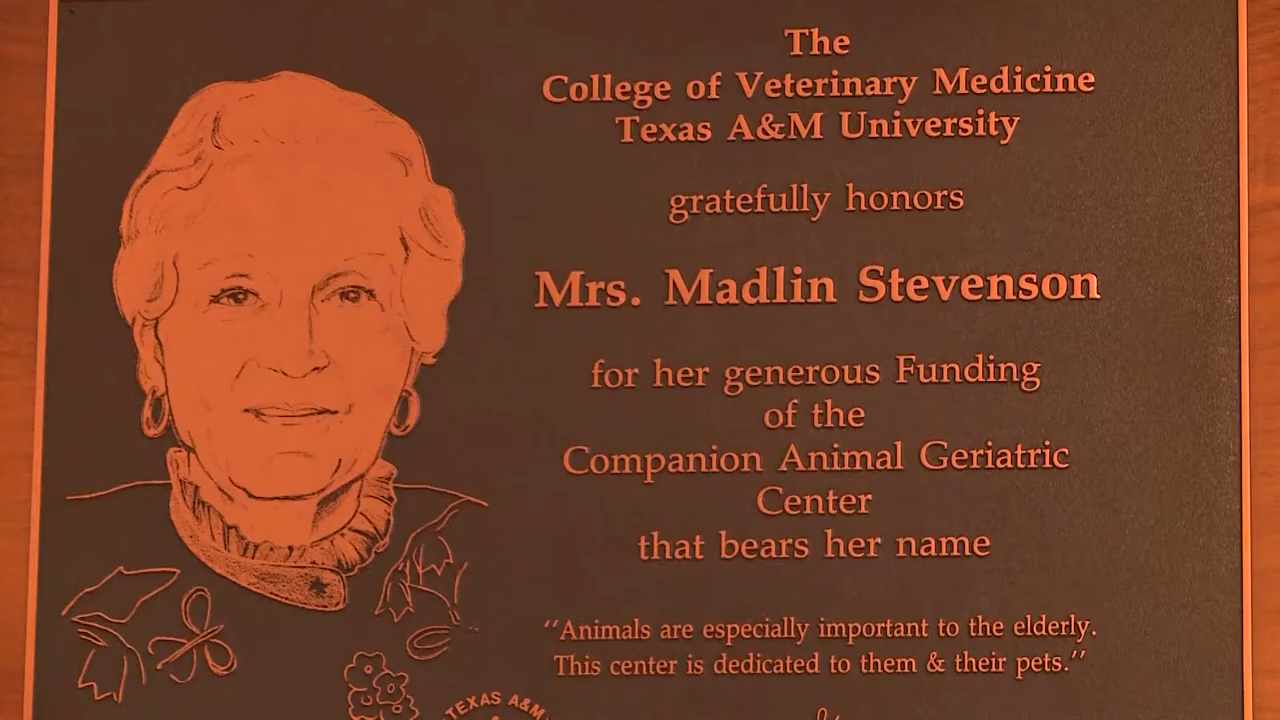 The
College of Veterinary Medicine
Texas A&M University
gratefully honors
Mrs. Madlin Stevenson
for her generous Funding
of the
Companion Animal Geriatric
Center
that bears her name
“Animals are especially important to the elderly.
This center is dedicated to them & their pets.”
TEXAS A&M